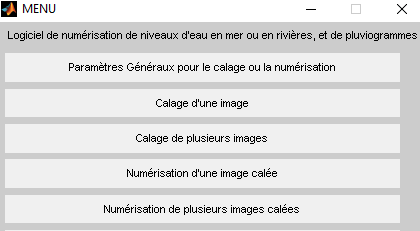 MENU
Logiciel de numérisation de niveaux d'eau en mer ou en rivières, et de pluviogrammes
Paramètres Généraux pour le calage ou la numérisation
Calage d'une image
Calage de plusieurs images
Numérisation d'une image calée
Numérisation de plusieurs images calées